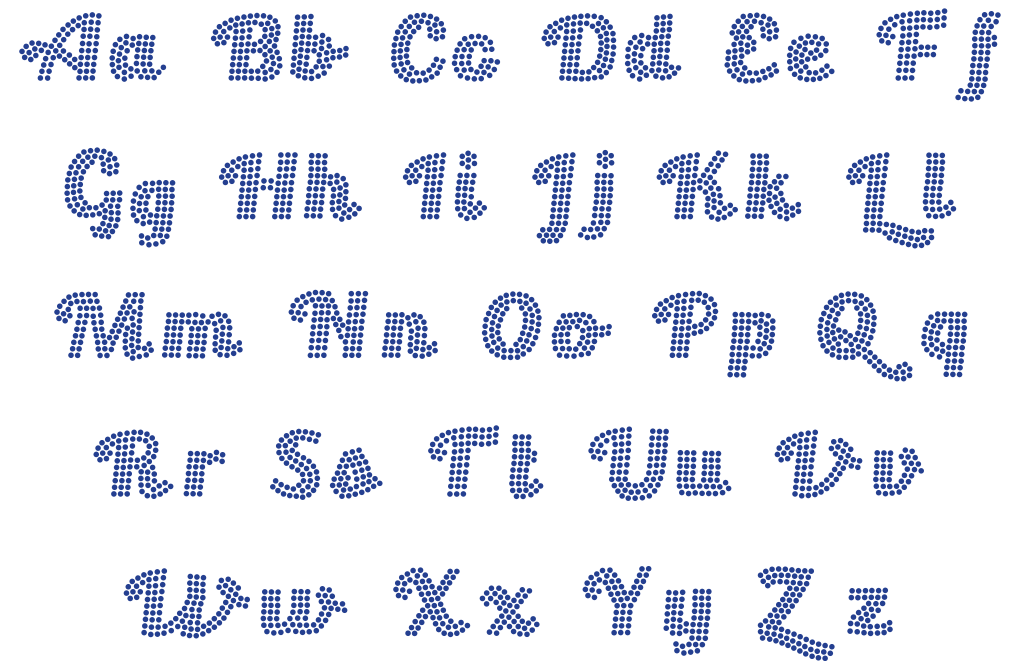 Aa Bb Cc Dd Ee Ff
Gg Hh Ii Jj Kk Ll
Mm Nn Oo Pp Qq
Rr Ss Tt Uu Vv
Ww Xx Yy Zz